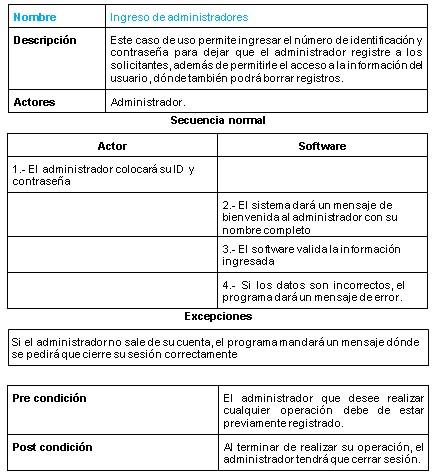 Nombre Ingreso de administradores
Descripción Este caso de uso permite ingresar el número de identificación y
contraseña para dejar que el administrador registre a los
solicitantes, además de permitirle el acceso a la información del
usuario, dónde también podrá borrar registros.
Actores Administrador.
Secuencia normal
Actor Software
1.- El administrador colocará su ID y
contraseña
2.- El sistema dará un mensaje de
bienvenida al administrador con su
nombre completo
3.- El software valida la información
ingresada
4.- Si los datos son incorrectos, el
programa dará un mensaje de error.
Excepciones
Si el administrador no sale de su cuenta, el programa mandará un mensaje dónde
se pedirá que cierre su sesión correctamente
Pre condición El administrador que desee realizar
cualquier operación debe de estar
previamente registrado.
Post condición Al terminar de realizar su operación, el
administrador tendrá que cerrar sesión.